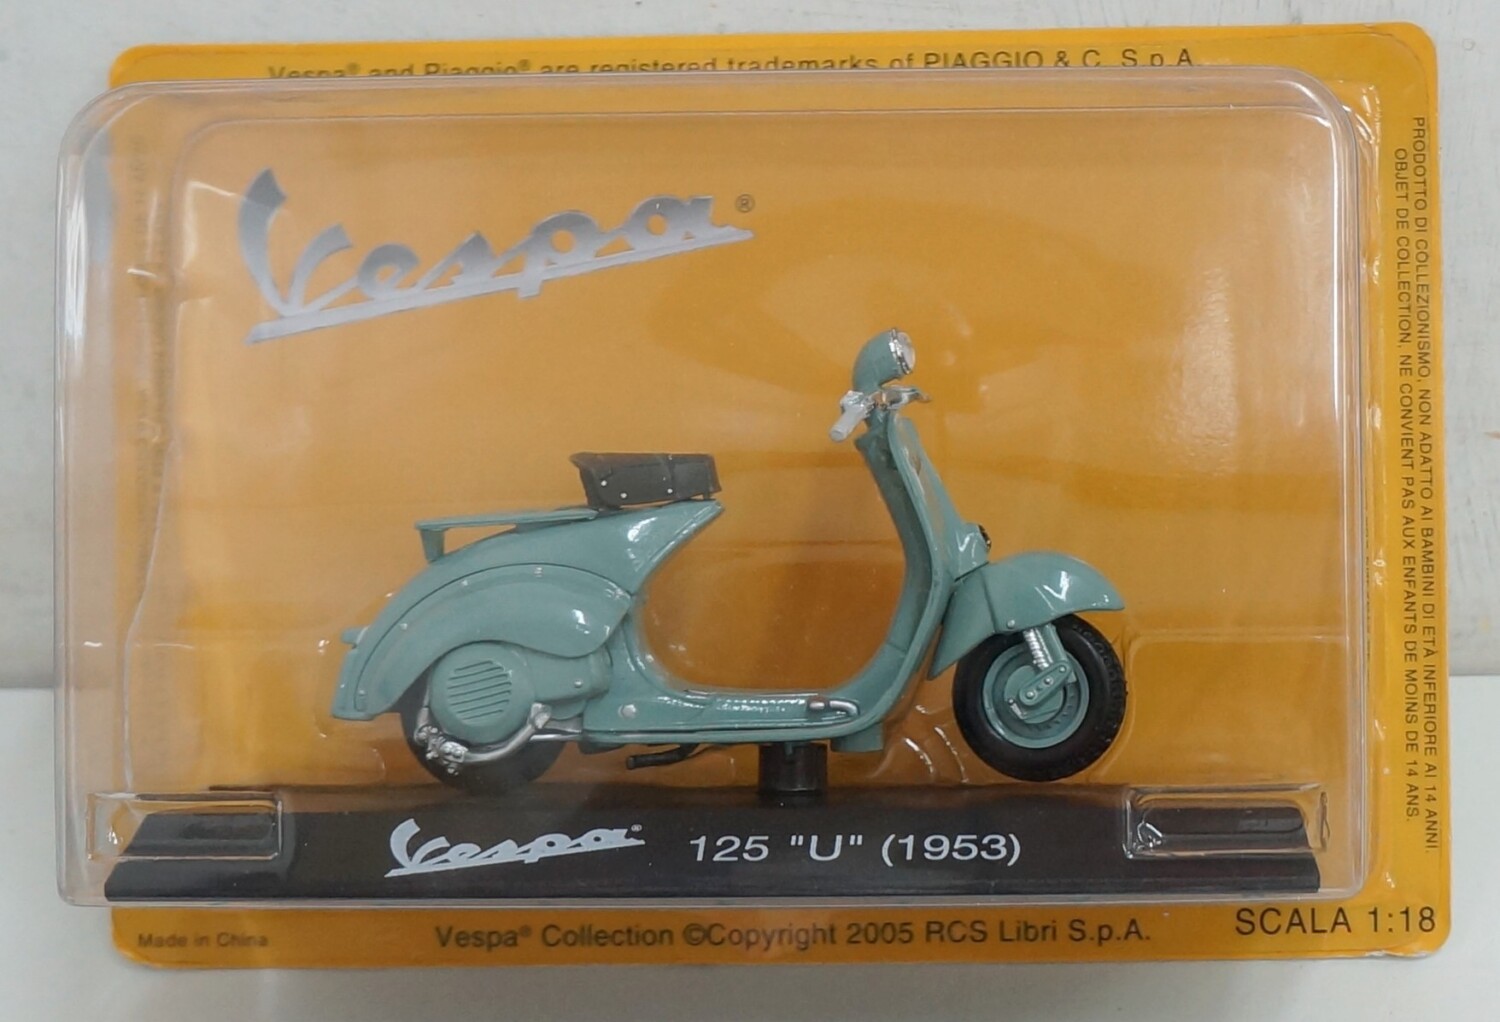 Vespa® and Piaggio® are registered trademarks of PIAGGIO & C. S.p.A.
Vespa®
PRODOTTO DI COLLEZIONISMO, NON ADATTO AI BAMBINI DI ETÀ INFERIORE AI 14 ANNI.
OBJET DE COLLECTION, NE CONVIENT PAS AUX ENFANTS DE MOINS DE 14 ANS.
Vespa® 125 "U" (1953)
SCALA 1:18
Made in China
Vespa® Collection ©Copyright 2005 RCS Libri S.p.A.